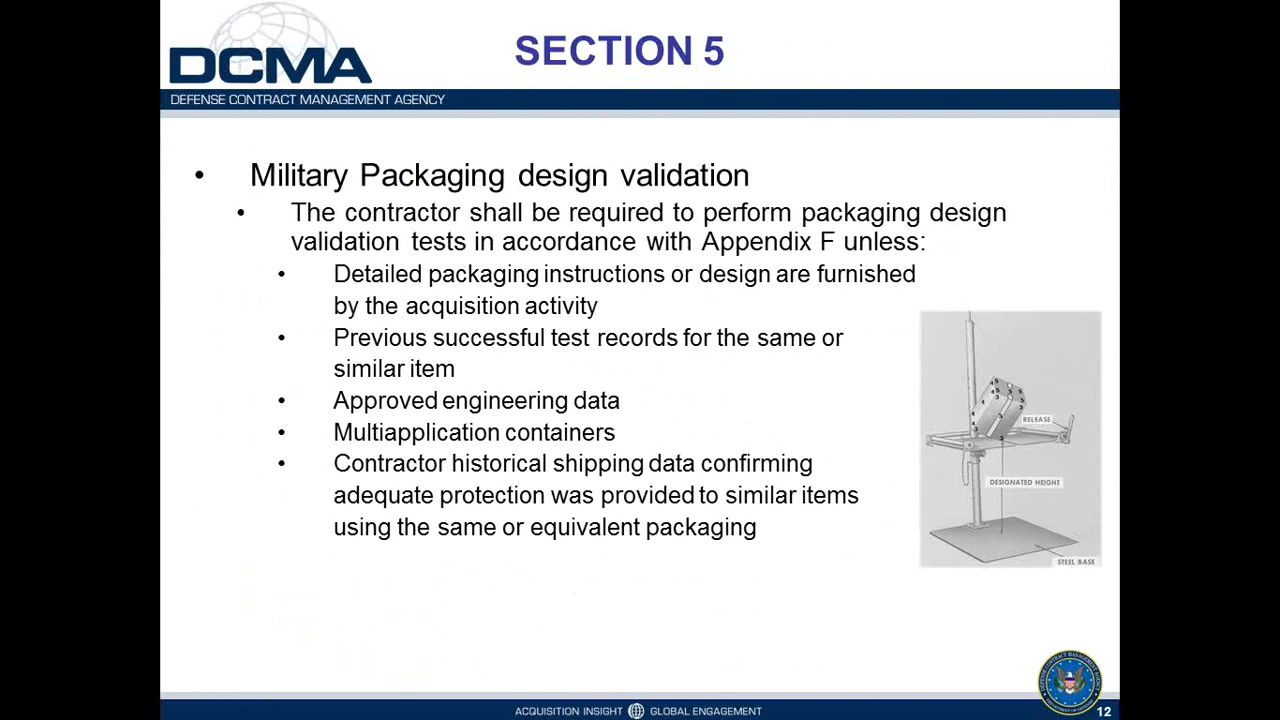 DCMA
SECTION 5
DEFENSE CONTRACT MANAGEMENT AGENCY
• Military Packaging design validation
• The contractor shall be required to perform packaging design
validation tests in accordance with Appendix F unless:
• Detailed packaging instructions or design are furnished
by the acquisition activity
• Previous successful test records for the same or
similar item
• Approved engineering data
• Multiapplication containers
• Contractor historical shipping data confirming
adequate protection was provided to similar items
using the same or equivalent packaging
RELEASE
DESIGNATED HEIGHT
STEEL BASE
ACQUISITION INSIGHT GLOBAL ENGAGEMENT
12